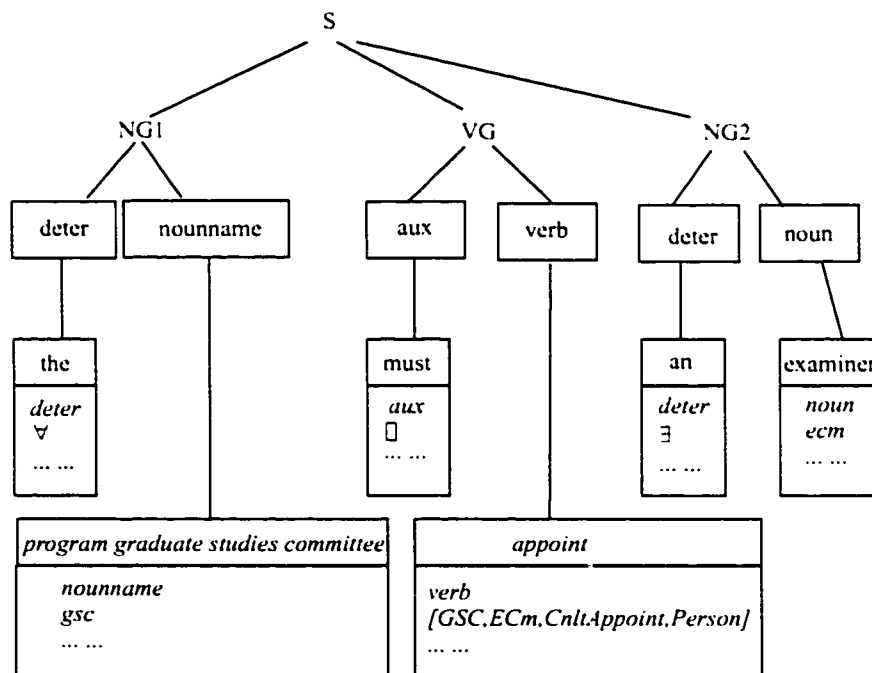 S
NG1 VG NG2
deter nounname aux verb deter noun
the must an examiner
deter aux deter noun
∀ □ ∃ ecm
... ... ... ... ... ... ... ...
program graduate studies committee appoint
nounname verb
gsc [GSC,ECm,CnltAppoint,Person]
... ... ... ...